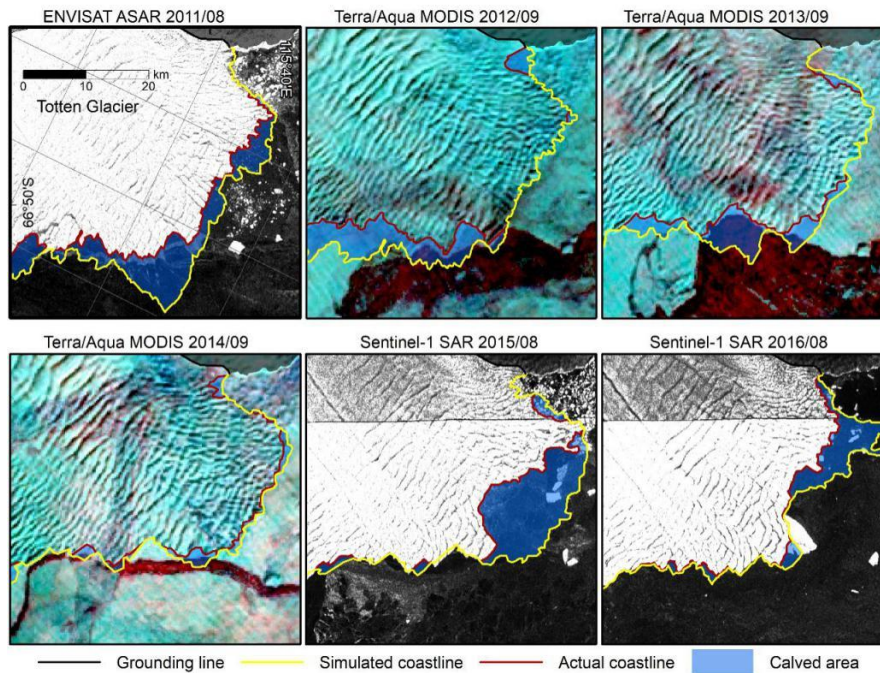 ENVISAT ASAR 2011/08
Terra/Aqua MODIS 2012/09
Terra/Aqua MODIS 2013/09
0 10 20 km
Totten Glacier
115°40'E
66°50'S
Terra/Aqua MODIS 2014/09
Sentinel-1 SAR 2015/08
Sentinel-1 SAR 2016/08
Grounding line
Simulated coastline
Actual coastline
Calved area